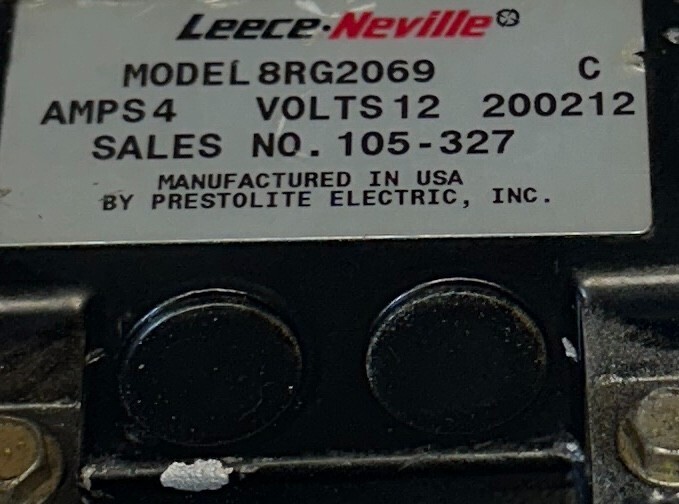 Leece-Neville®
MODEL 8RG2069 C
AMPS 4 VOLTS 12 200212
SALES NO. 105-327
MANUFACTURED IN USA
BY PRESTOLITE ELECTRIC, INC.